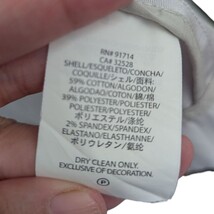 RN# 91714
CA# 32528
SHELL/ESQUELETO/CONCHA/
COQUILLE/シェル/面料:
59% COTTON/ALGODON/
ALGODAO/COTON/綿/棉
39% POLYESTER/POLIESTER/
POLIESTER/POLYESTER/
ポリエステル/涤纶
2% SPANDEX/ELASTANO/
ELASTANO/ELASTHANNE/
ポリウレタン/氨纶
DRY CLEAN ONLY.
EXCLUSIVE OF DECORATION.
P